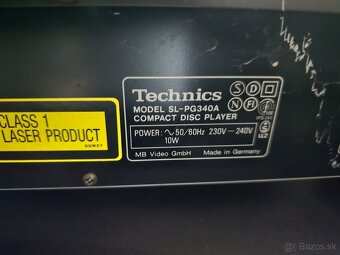 CLASS 1
LASER PRODUCT
Technics
MODEL SL-PG340A
COMPACT DISC PLAYER
POWER: ∿50/60Hz 230V–240V
10W
MB Video GmbH Made in Germany
S D
N FI
Bazos.sk